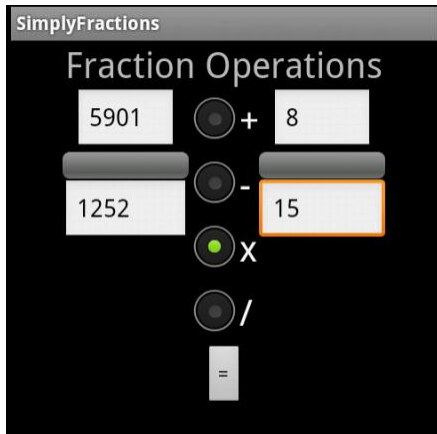 SimplyFractions
Fraction Operations
5901 + 8
-
1252 15
x
/
=